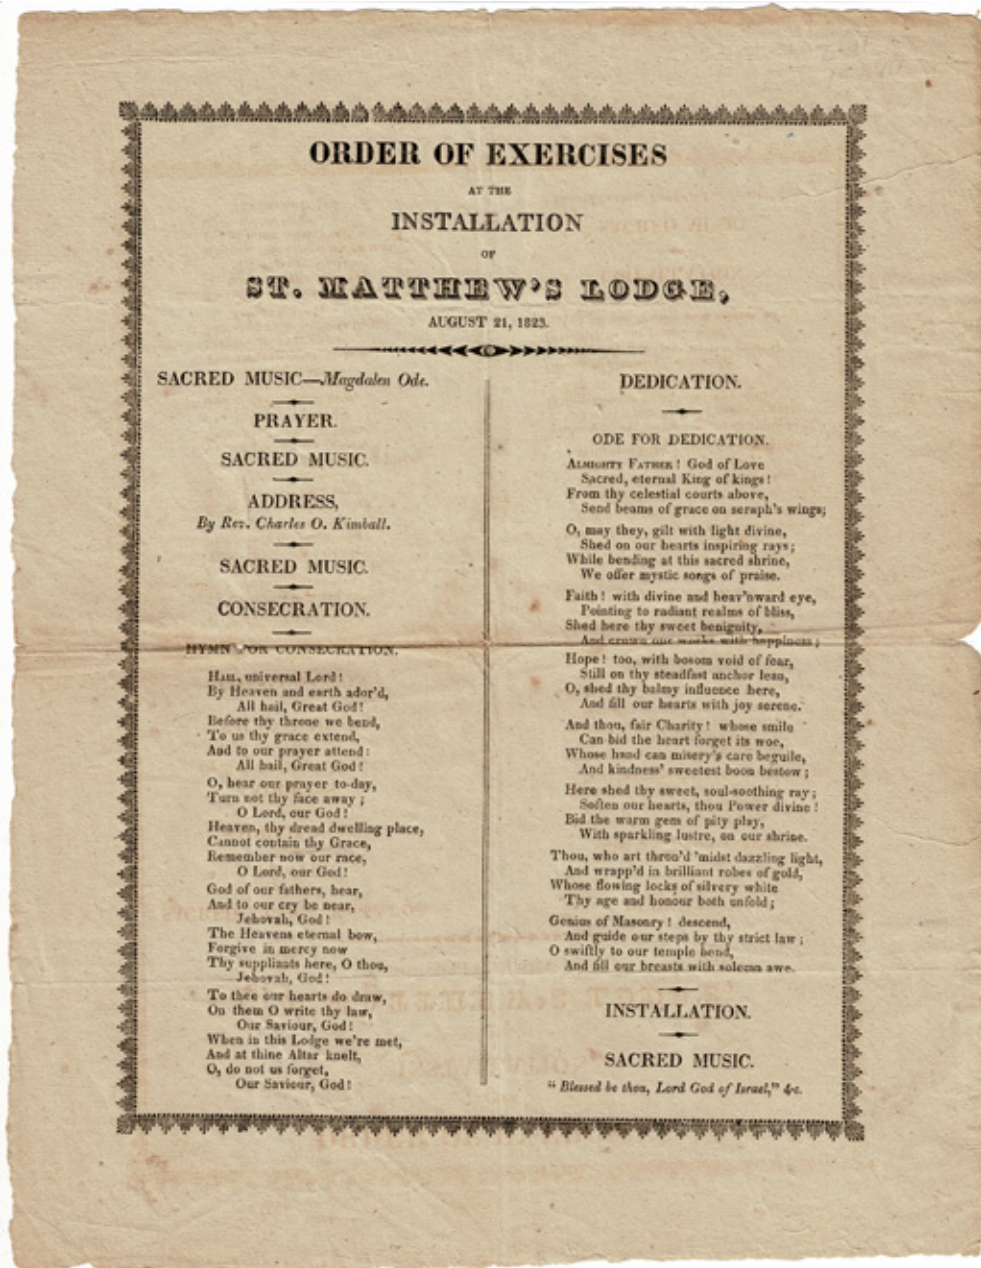 ORDER OF EXERCISES
AT THE
INSTALLATION
OF
ST. MATTHEW'S LODGE,
AUGUST 21, 1823.
SACRED MUSIC—Magdalen Ode.
PRAYER.
SACRED MUSIC.
ADDRESS,
By Rev. Charles O. Kimball.
SACRED MUSIC.
CONSECRATION.
HYMN FOR CONSECRATION.
HAIL, universal Lord!
By Heaven and earth ador'd,
All hail, Great God!
Before thy throne we bend,
To us thy grace extend,
And to our prayer attend:
All hail, Great God!
O, hear our prayer to-day,
Turn not thy face away;
O Lord, our God!
Heaven, thy dread dwelling place,
Cannot contain thy Grace,
Remember now our race,
O Lord, our God!
God of our fathers, hear,
And to our cry be near,
Jehovah, God!
The Heavens eternal bow,
Forgive in mercy now
Thy suppliants here, O thou,
Jehovah, God!
To thee our hearts do draw,
On them O write thy law,
Our Saviour, God!
When in this Lodge we're met,
And at thine Altar knelt,
O, do not us forget,
Our Saviour, God!
DEDICATION.
ODE FOR DEDICATION.
ALMIGHTY FATHER! God of Love
Sacred, eternal King of kings!
From thy celestial courts above,
Send beams of grace on seraph's wings;
O, may they, gilt with light divine,
Shed on our hearts inspiring rays;
While bending at this sacred shrine,
We offer mystic songs of praise.
Faith! with divine and heav'nward eye,
Pointing to radiant realms of bliss,
Shed here thy sweet benignity,
And crown our works with happiness;
Hope! too, with bosom void of fear,
Still on thy steadfast anchor lean,
O, shed thy balmy influence here,
And fill our hearts with joy serene.
And thou, fair Charity! whose smile
Can bid the heart forget its woe,
Whose hand can misery's care beguile,
And kindness' sweetest boon bestow;
Here shed thy sweet, soul-soothing ray;
Soften our hearts, thou Power divine!
Bid the warm gem of pity play,
With sparkling lustre, on our shrine.
Thou, who art thron'd 'midst dazzling light,
And wrapp'd in brilliant robes of gold,
Whose flowing locks of silvery white
Thy age and honour both unfold;
Genius of Masonry! descend,
And guide our steps by thy strict law;
O swiftly to our temple bend,
And fill our breasts with solemn awe.
INSTALLATION.
SACRED MUSIC.
"Blessed be thou, Lord God of Israel," &c.